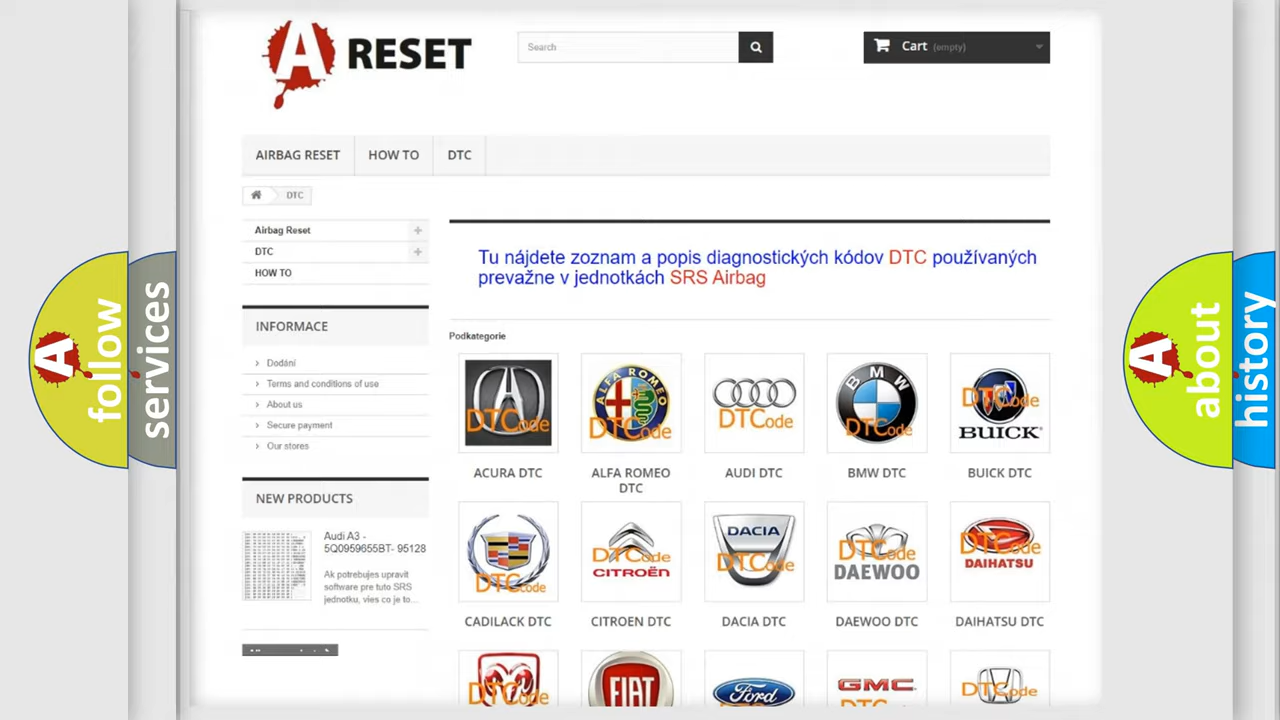 A RESET
Search
Cart (empty)
AIRBAG RESET
HOW TO
DTC
DTC
Airbag Reset
DTC
HOW TO
INFORMACE
Dodání
Terms and conditions of use
About us
Secure payment
Our stores
NEW PRODUCTS
Audi A3 -
5Q0959655BT- 95128
Ak potrebujes upravit
software pre tuto SRS
jednotku, vies co je to...
Tu nájdete zoznam a popis diagnostických kódov DTC používaných
prevažne v jednotkách SRS Airbag
Podkategorie
DTCode
ALFA ROMEO
DTCode
DTCode
BMW
DTCode
DTCode
BUICK
ACURA DTC
ALFA ROMEO
DTC
AUDI DTC
BMW DTC
BUICK DTC
DTCode
DTCode
CITROËN
DACIA
DTCode
DTCode
DAEWOO
DTCode
DAIHATSU
CADILACK DTC
CITROEN DTC
DACIA DTC
DAEWOO DTC
DAIHATSU DTC
DTCode
FIAT
Ford
GMC
DTCode
A follow
services
A about
history